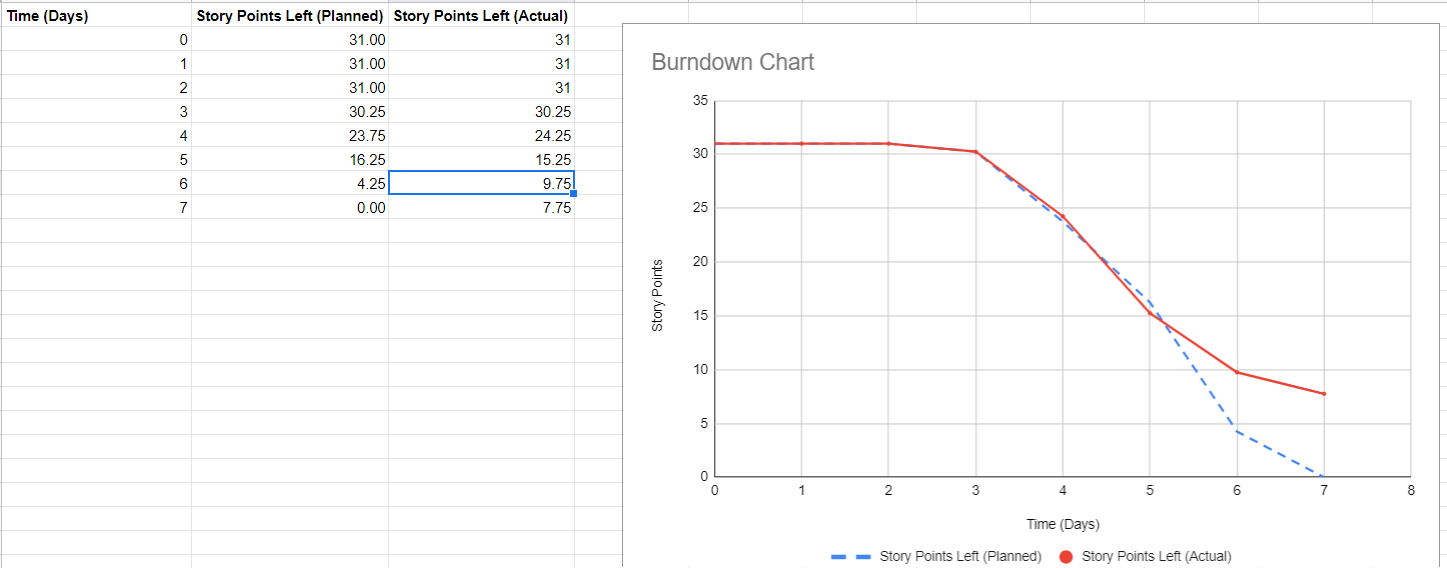 Time (Days) Story Points Left (Planned) Story Points Left (Actual)
0 31.00 31
1 31.00 31
2 31.00 31
3 30.25 30.25
4 23.75 24.25
5 16.25 15.25
6 4.25 9.75
7 0.00 7.75
Burndown Chart
35
30
25
20
15
10
5
0
Story Points
0 1 2 3 4 5 6 7 8
Time (Days)
Story Points Left (Planned) Story Points Left (Actual)